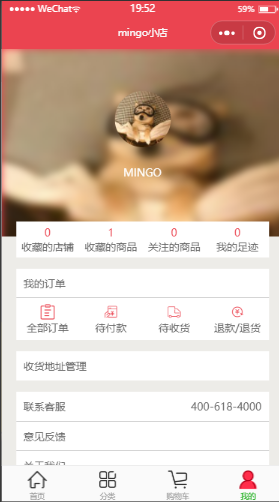 WeChat 19:52 59%
mingo小店
MINGO
0 1 0 0
收藏的店铺 收藏的商品 关注的商品 我的足迹
我的订单
全部订单 待付款 待收货 退款/退货
收货地址管理
联系客服 400-618-4000
意见反馈
关于我们
首页 分类 购物车 我的